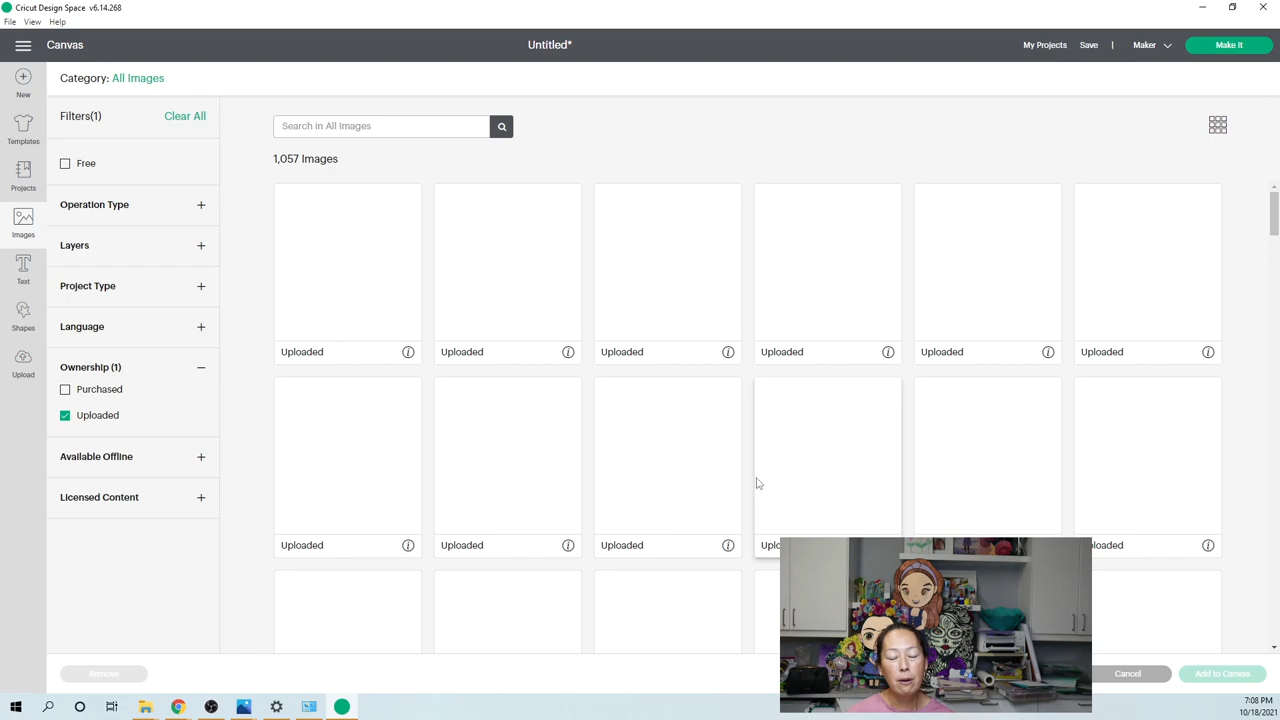 Cricut Design Space v6.14.268
File View Help
Canvas
Untitled*
My Projects Save | Maker Make It
New
Templates
Projects
Images
Text
Shapes
Upload
Category: All Images
Filters(1) Clear All
Free
Operation Type +
Layers +
Project Type +
Language +
Ownership (1) −
Purchased
Uploaded
Available Offline +
Licensed Content +
Search in All Images
1,057 Images
Uploaded Uploaded Uploaded Uploaded Uploaded Uploaded
Uploaded Uploaded Uploaded
Remove
Cancel Add to Canvas
7:08 PM
10/18/2021